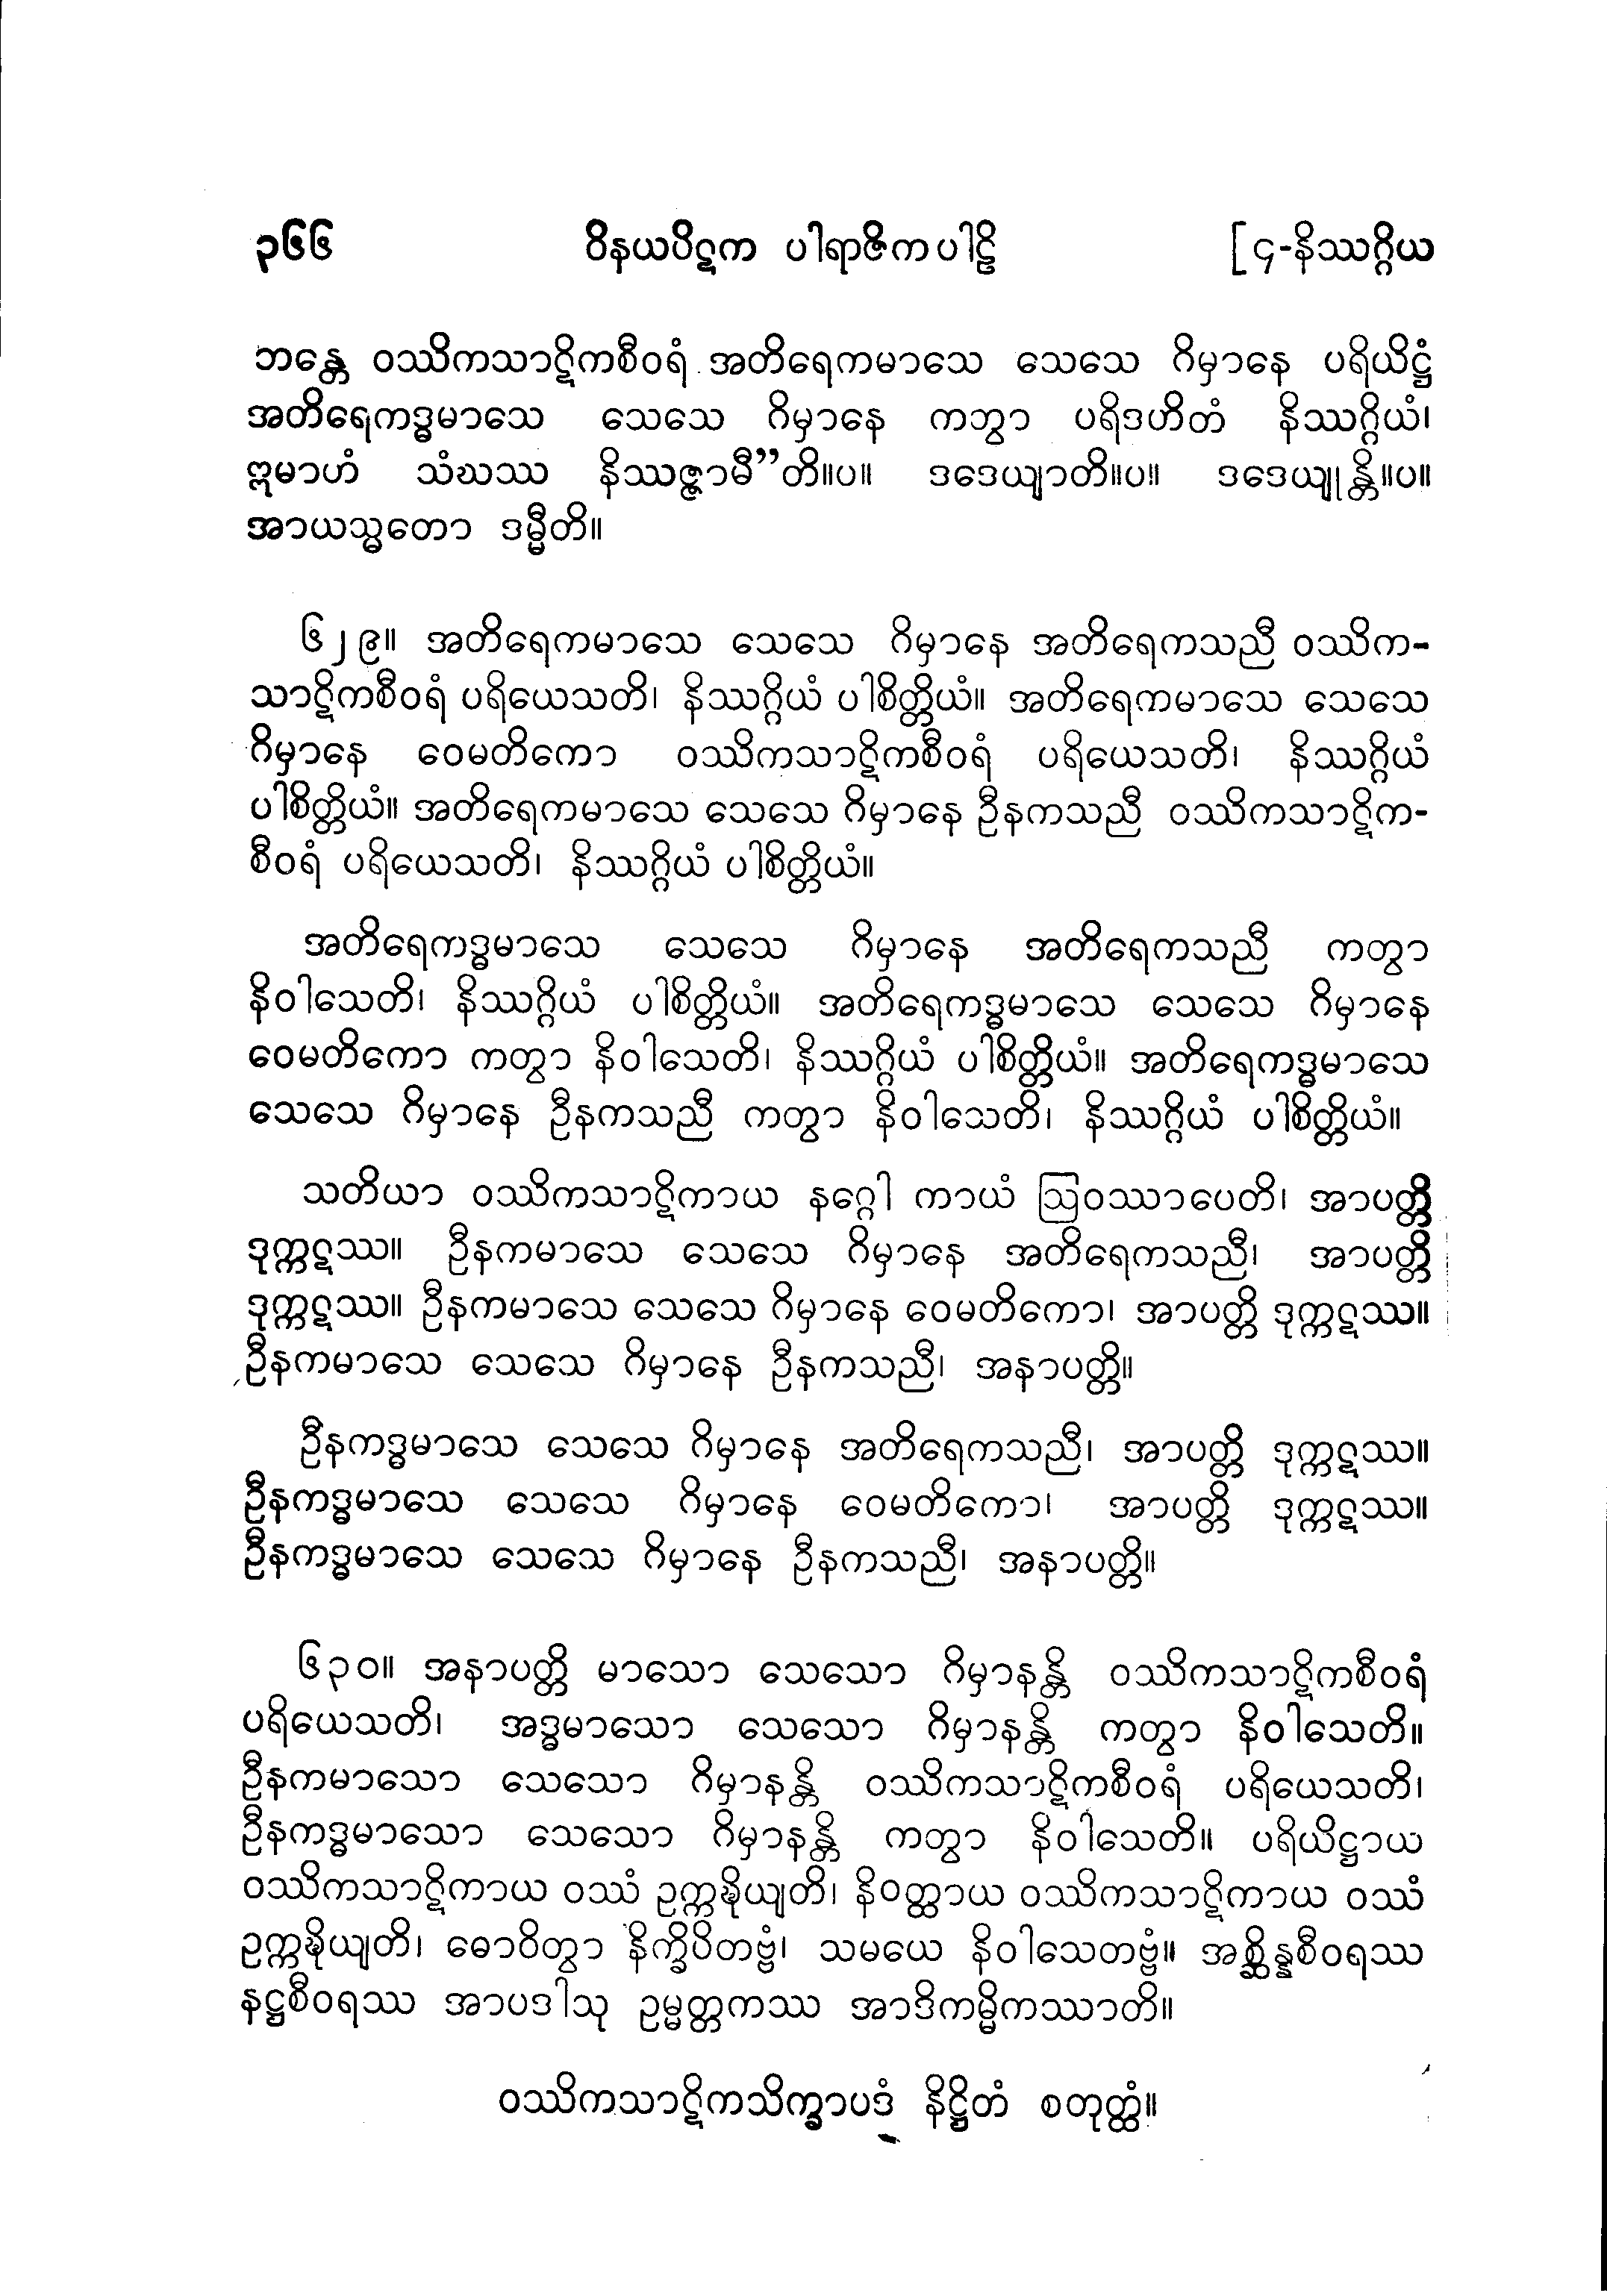 ၃၆၆ ဝိနယပိဋက ပါရာဇိကပါဠိ [၄-နိဿဂ္ဂိယ
ဘန္တေ ဝဿိကသာဋိကစီဝရံ အတိရေကမာသေ သေသေ ဂိမှာနေ ပရိယိဋ္ဌံ
အတိရေကဒ္ဓမာသေ သေသေ ဂိမှာနေ ကတွာ ပရိဒဟိတံ နိဿဂ္ဂိယံ၊
ဣမာဟံ သံဃဿ နိဿဇ္ဇာမီ”တိ။ပ။ ဒဒေယျာတိ။ပ။ ဒဒေယျုန္တိ။ပ။
အာယသ္မတော ဒမ္မီတိ။
၆၂၉။ အတိရေကမာသေ သေသေ ဂိမှာနေ အတိရေကသညီ ဝဿိက-
သာဋိကစီဝရံ ပရိယေသတိ၊ နိဿဂ္ဂိယံ ပါစိတ္တိယံ။ အတိရေကမာသေ သေသေ
ဂိမှာနေ ဝေမတိကော ဝဿိကသာဋိကစီဝရံ ပရိယေသတိ၊ နိဿဂ္ဂိယံ
ပါစိတ္တိယံ။ အတိရေကမာသေ သေသေ ဂိမှာနေ ဦနကသညီ ဝဿိကသာဋိက-
စီဝရံ ပရိယေသတိ၊ နိဿဂ္ဂိယံ ပါစိတ္တိယံ။
အတိရေကဒ္ဓမာသေ သေသေ ဂိမှာနေ အတိရေကသညီ ကတွာ
နိဝါသေတိ၊ နိဿဂ္ဂိယံ ပါစိတ္တိယံ။ အတိရေကဒ္ဓမာသေ သေသေ ဂိမှာနေ
ဝေမတိကော ကတွာ နိဝါသေတိ၊ နိဿဂ္ဂိယံ ပါစိတ္တိယံ။ အတိရေကဒ္ဓမာသေ
သေသေ ဂိမှာနေ ဦနကသညီ ကတွာ နိဝါသေတိ၊ နိဿဂ္ဂိယံ ပါစိတ္တိယံ။
သတိယာ ဝဿိကသာဋိကာယ နဂ္ဂေါ ကာယံ ဩဝဿာပေတိ၊ အာပတ္တိ
ဒုက္ကဋဿ။ ဦနကမာသေ သေသေ ဂိမှာနေ အတိရေကသညီ၊ အာပတ္တိ
ဒုက္ကဋဿ။ ဦနကမာသေ သေသေ ဂိမှာနေ ဝေမတိကော၊ အာပတ္တိ ဒုက္ကဋဿ။
ဦနကမာသေ သေသေ ဂိမှာနေ ဦနကသညီ၊ အနာပတ္တိ။
ဦနကဒ္ဓမာသေ သေသေ ဂိမှာနေ အတိရေကသညီ၊ အာပတ္တိ ဒုက္ကဋဿ။
ဦနကဒ္ဓမာသေ သေသေ ဂိမှာနေ ဝေမတိကော၊ အာပတ္တိ ဒုက္ကဋဿ။
ဦနကဒ္ဓမာသေ သေသေ ဂိမှာနေ ဦနကသညီ၊ အနာပတ္တိ။
၆၃၀။ အနာပတ္တိ မာသော သေသော ဂိမှာနန္တိ ဝဿိကသာဋိကစီဝရံ
ပရိယေသတိ၊ အဒ္ဓမာသော သေသော ဂိမှာနန္တိ ကတွာ နိဝါသေတိ။
ဦနကမာသော သေသော ဂိမှာနန္တိ ဝဿိကသာဋိကစီဝရံ ပရိယေသတိ၊
ဦနကဒ္ဓမာသော သေသော ဂိမှာနန္တိ ကတွာ နိဝါသေတိ။ ပရိယိဋ္ဌာယ
ဝဿိကသာဋိကာယ ဝဿံ ဥက္ကဍ္ဎိယျတိ၊ နိဝတ္ထာယ ဝဿိကသာဋိကာယ ဝဿံ
ဥက္ကဍ္ဎိယျတိ၊ ဓောဝိတွာ နိက္ခိပိတဗ္ဗံ၊ သမယေ နိဝါသေတဗ္ဗံ။ အစ္ဆိန္နစီဝရဿ
နဋ္ဌစီဝရဿ အာပဒါသု ဥမ္မတ္တကဿ အာဒိကမ္မိကဿာတိ။
ဝဿိကသာဋိကသိက္ခာပဒံ နိဋ္ဌိတံ စတုတ္ထံ။